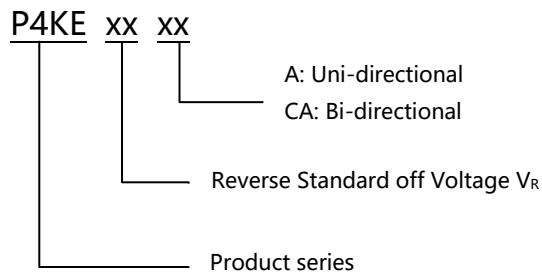 P4KE xx xx
A: Uni-directional
CA: Bi-directional
Reverse Standard off Voltage VR
Product series